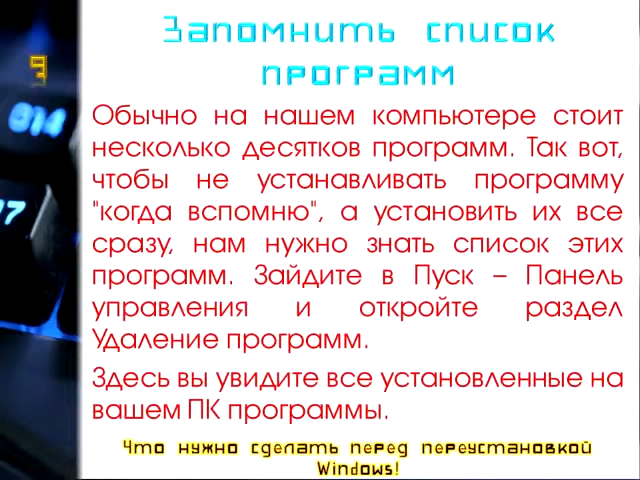 Запомнить список
программ
9
Обычно на нашем компьютере стоит
несколько десятков программ. Так вот,
чтобы не устанавливать программу
"когда вспомню", а установить их все
сразу, нам нужно знать список этих
программ. Зайдите в Пуск – Панель
управления и откройте раздел
Удаление программ.
Здесь вы увидите все установленные на
вашем ПК программы.
Что нужно сделать перед переустановкой
Windows!